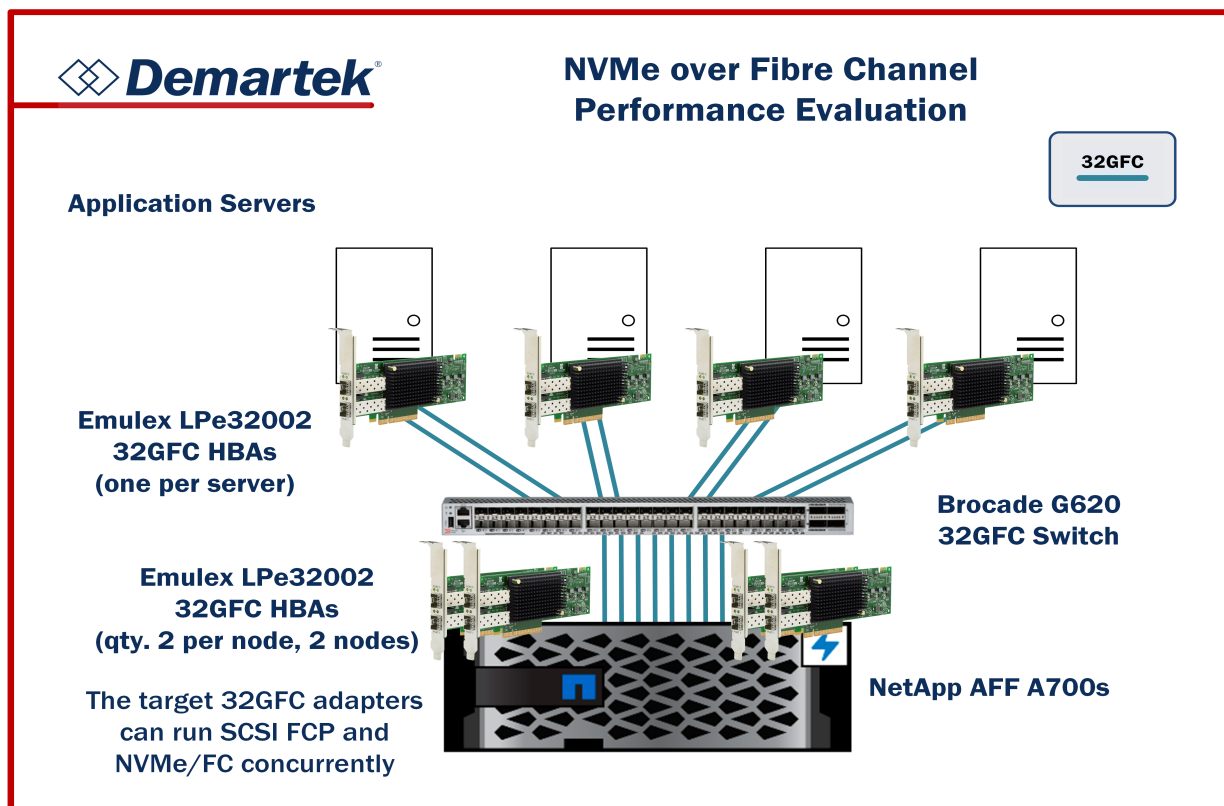 Demartek®
NVMe over Fibre Channel
Performance Evaluation
32GFC
Application Servers
Emulex LPe32002
32GFC HBAs
(one per server)
Brocade G620
32GFC Switch
Emulex LPe32002
32GFC HBAs
(qty. 2 per node, 2 nodes)
NetApp AFF A700s
The target 32GFC adapters
can run SCSI FCP and
NVMe/FC concurrently